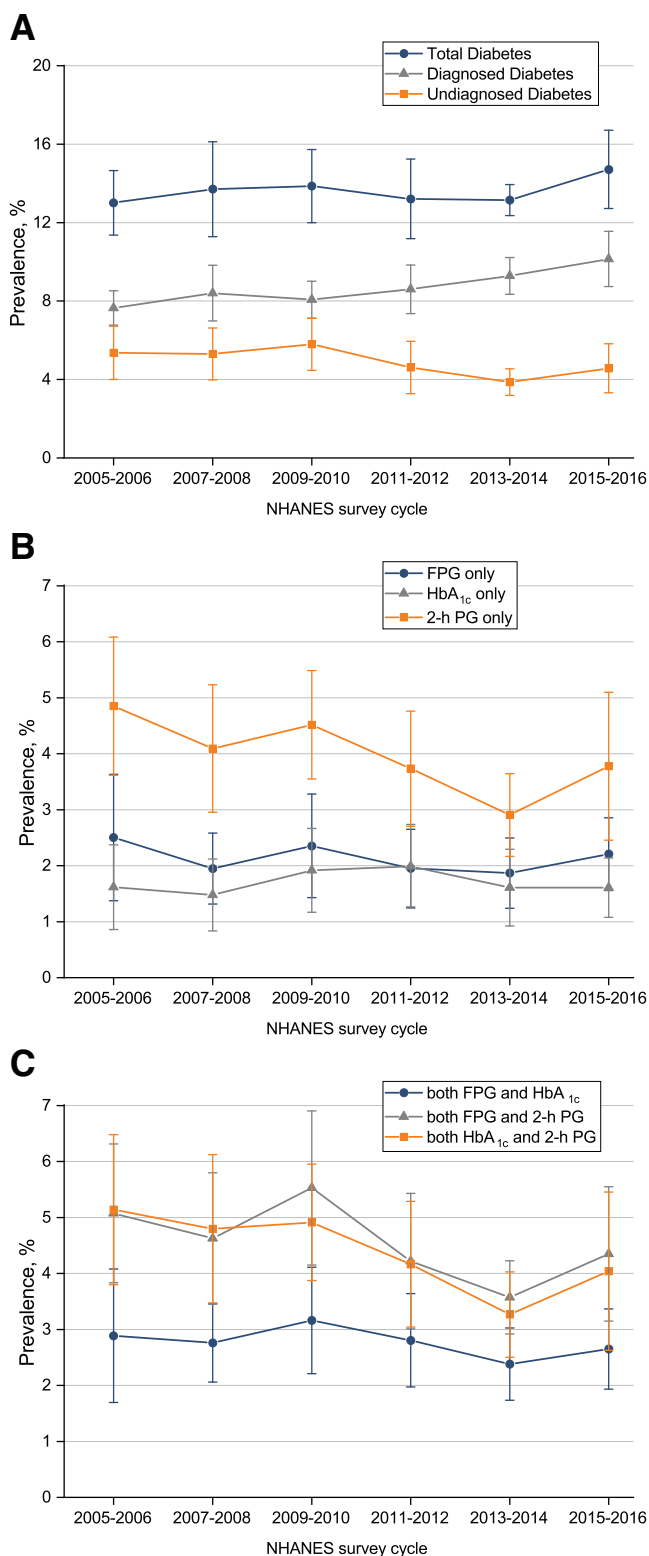 A
Total Diabetes
Diagnosed Diabetes
Undiagnosed Diabetes
Prevalence, %
20
16
12
8
4
0
2005-2006 2007-2008 2009-2010 2011-2012 2013-2014 2015-2016
NHANES survey cycle
B
FPG only
HbA1c only
2-h PG only
Prevalence, %
7
6
5
4
3
2
1
0
2005-2006 2007-2008 2009-2010 2011-2012 2013-2014 2015-2016
NHANES survey cycle
C
both FPG and HbA 1c
both FPG and 2-h PG
both HbA1c and 2-h PG
Prevalence, %
7
6
5
4
3
2
1
0
2005-2006 2007-2008 2009-2010 2011-2012 2013-2014 2015-2016
NHANES survey cycle